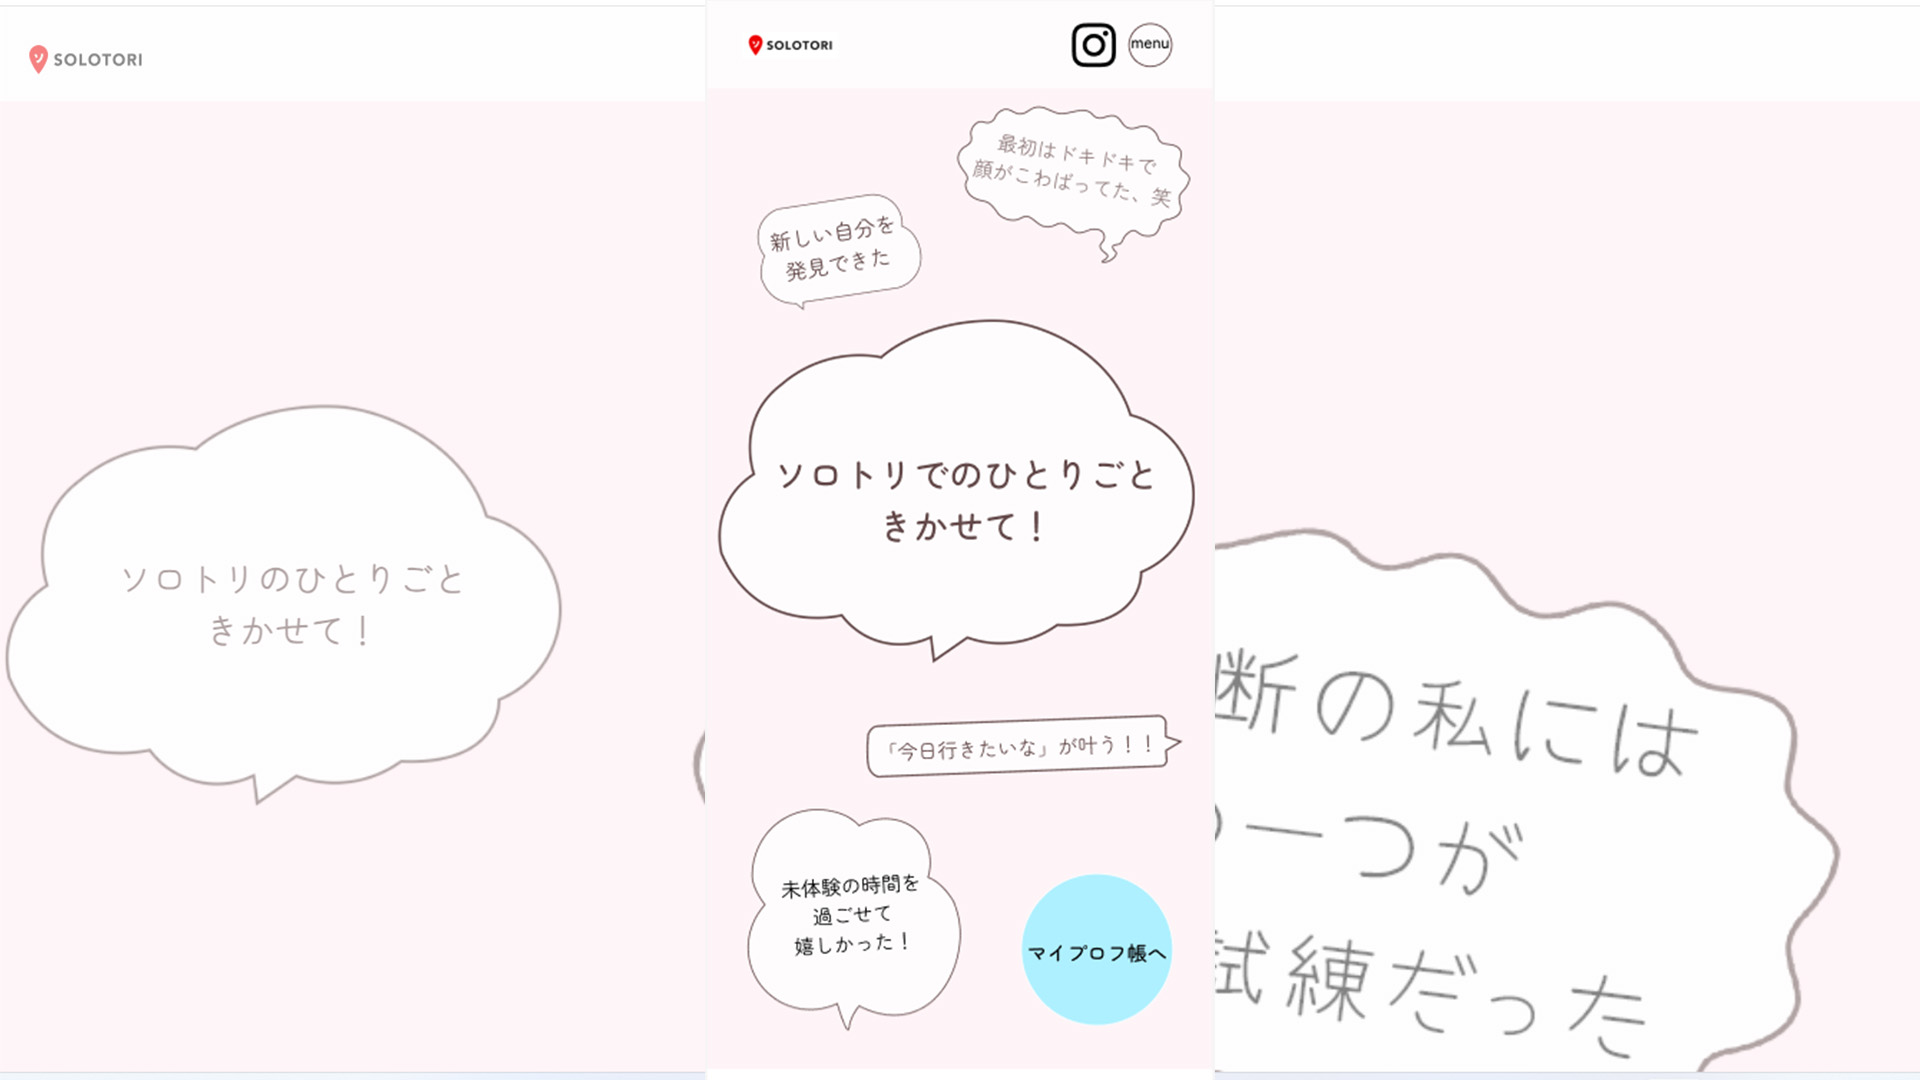 SOLOTORI
ソロトリのひとりごと
きかせて！
SOLOTORI
menu
最初はドキドキで
顔がこわばってた、笑
新しい自分を
発見できた
ソロトリでのひとりごと
きかせて！
「今日行きたいな」が叶う！！
未体験の時間を
過ごせて
嬉しかった！
マイプロフ帳へ
断の私には
一つが
試練だった